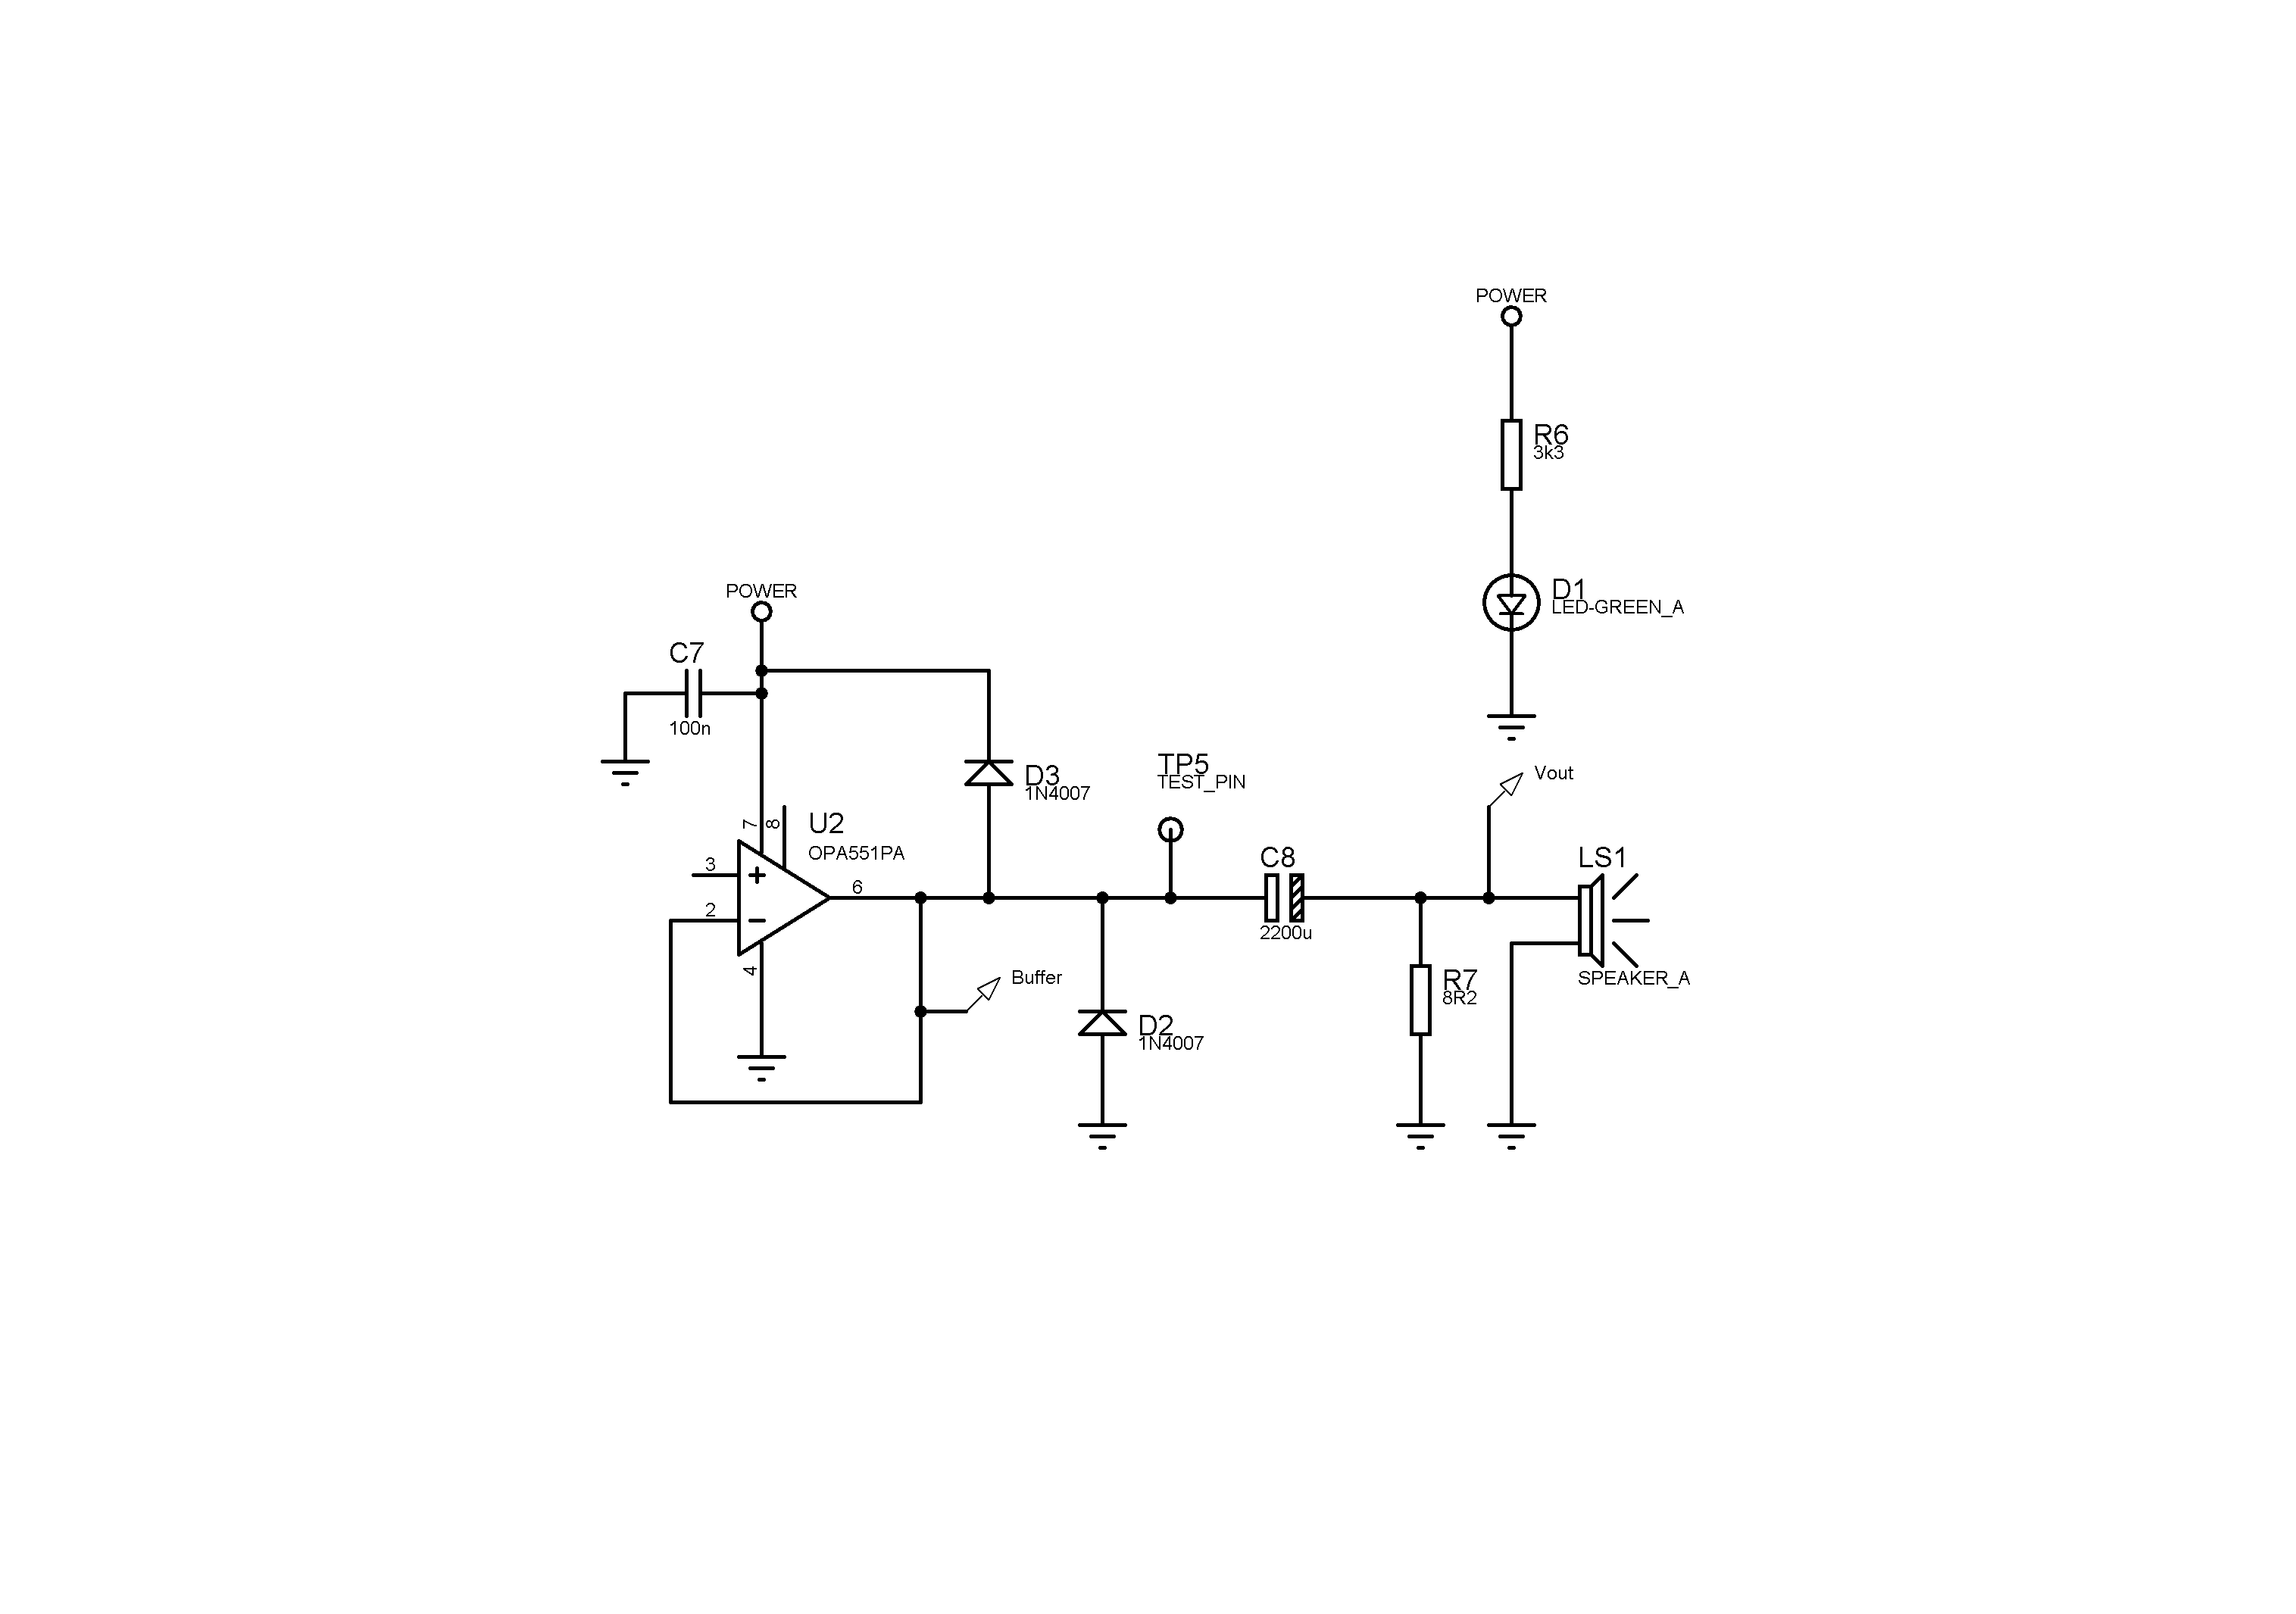 POWER
R6
3k3
D1
LED-GREEN_A
POWER
C7
100n
D3
1N4007
TP5
TEST_PIN
Vout
7
8
U2
OPA551PA
3
+
2
−
6
4
C8
2200u
LS1
SPEAKER_A
Buffer
R7
8R2
D2
1N4007